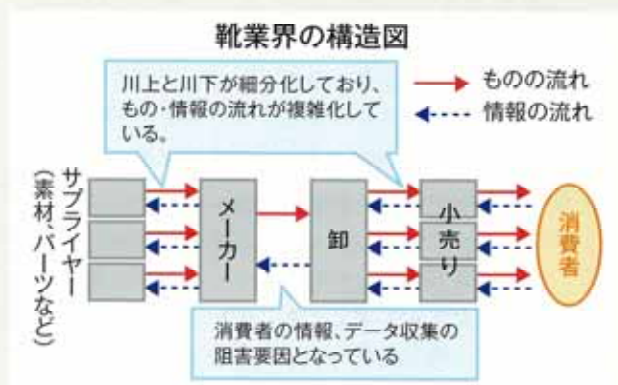 靴業界の構造図
川上と川下が細分化しており、
もの・情報の流れが複雑化して
いる。
ものの流れ
情報の流れ
サプライヤー
（素材、パーツなど）
メーカー
卸
小売り
消費者
消費者の情報、データ収集の
阻害要因となっている